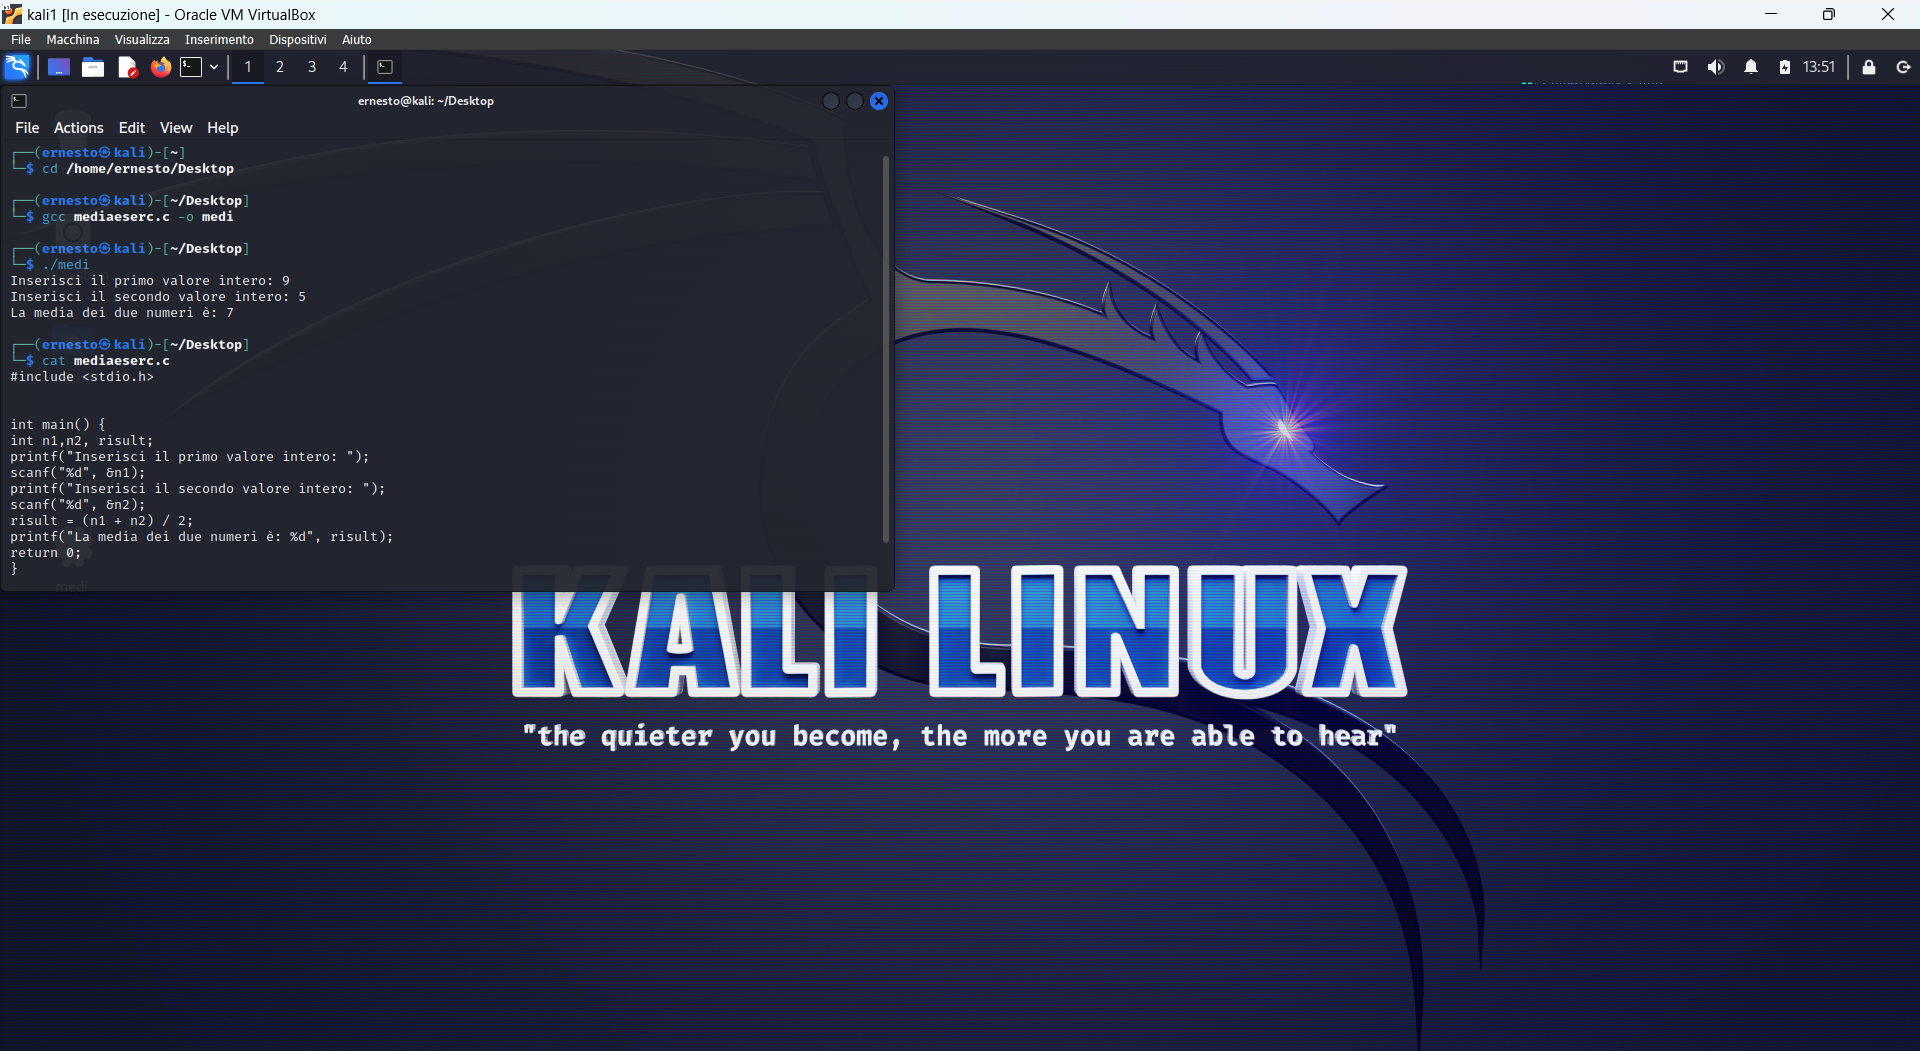 kali1 [In esecuzione] - Oracle VM VirtualBox
File Macchina Visualizza Inserimento Dispositivi Aiuto
1 2 3 4
13:51
ernesto@kali: ~/Desktop
File Actions Edit View Help
┌──(ernesto㉿kali)-[~]
└─$ cd /home/ernesto/Desktop
┌──(ernesto㉿kali)-[~/Desktop]
└─$ gcc mediaeserc.c -o medi
┌──(ernesto㉿kali)-[~/Desktop]
└─$ ./medi
Inserisci il primo valore intero: 9
Inserisci il secondo valore intero: 5
La media dei due numeri è: 7
┌──(ernesto㉿kali)-[~/Desktop]
└─$ cat mediaeserc.c
#include <stdio.h>
int main() {
int n1,n2, risult;
printf("Inserisci il primo valore intero: ");
scanf("%d", &n1);
printf("Inserisci il secondo valore intero: ");
scanf("%d", &n2);
risult = (n1 + n2) / 2;
printf("La media dei due numeri è: %d", risult);
return 0;
}
medi
KALI LINUX
"the quieter you become, the more you are able to hear"